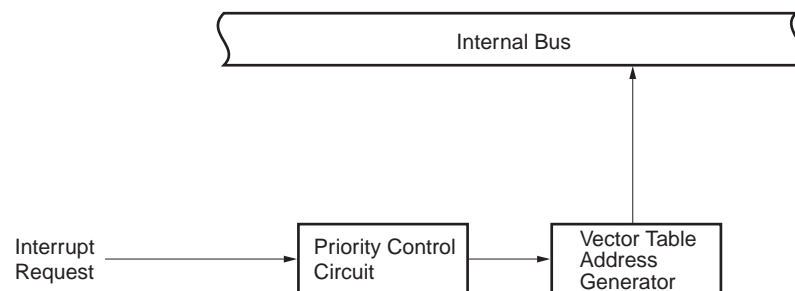 Internal Bus
Interrupt
Request
Priority Control
Circuit
Vector Table
Address
Generator